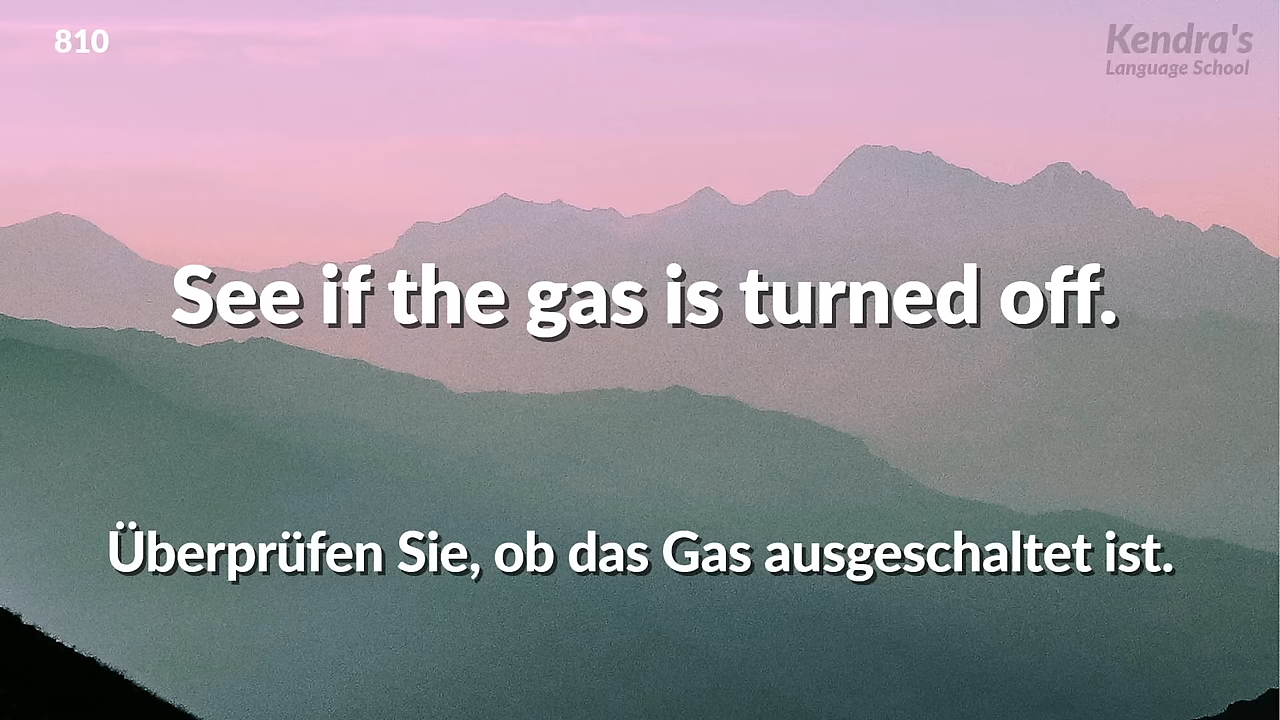 810
Kendra's
Language School
See if the gas is turned off.
Überprüfen Sie, ob das Gas ausgeschaltet ist.